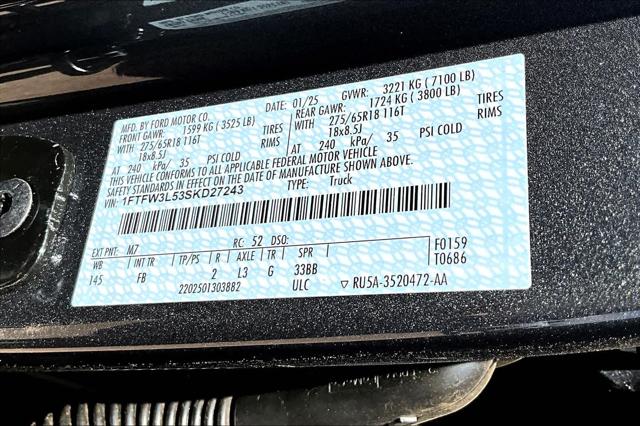 MFD. BY FORD MOTOR CO.
01/25 GVWR: 3221 KG ( 7100 LB)
FRONT GAWR: 1599 KG ( 3525 LB)
REAR GAWR: 1724 KG ( 3800 LB)
WITH 275/65R18 116T TIRES
WITH 275/65R18 116T TIRES
18x8.5J RIMS
18x8.5J RIMS
AT 240 kPa/ 35 PSI COLD
AT 240 kPa/ 35 PSI COLD
THIS VEHICLE CONFORMS TO ALL APPLICABLE FEDERAL MOTOR VEHICLE
SAFETY STANDARDS IN EFFECT ON THE DATE OF MANUFACTURE SHOWN ABOVE.
VIN: 1FTFW3L53SKD27243 TYPE: Truck
EXT PNT: M7 RC: 52 DSO: F0159
WB INT TR TP/PS R AXLE TR SPR T0686
145 FB 2 L3 G 33BB
2202501303882 ULC ▽ RU5A-3520472-AA